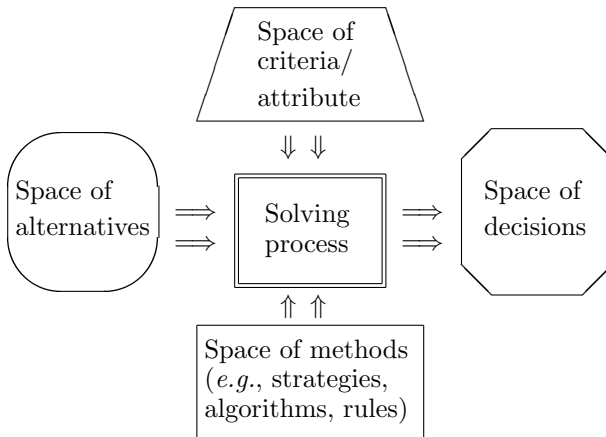 Space of
criteria/
attribute
Space of
alternatives
Solving
process
Space of
decisions
Space of methods
(e.g., strategies,
algorithms, rules)